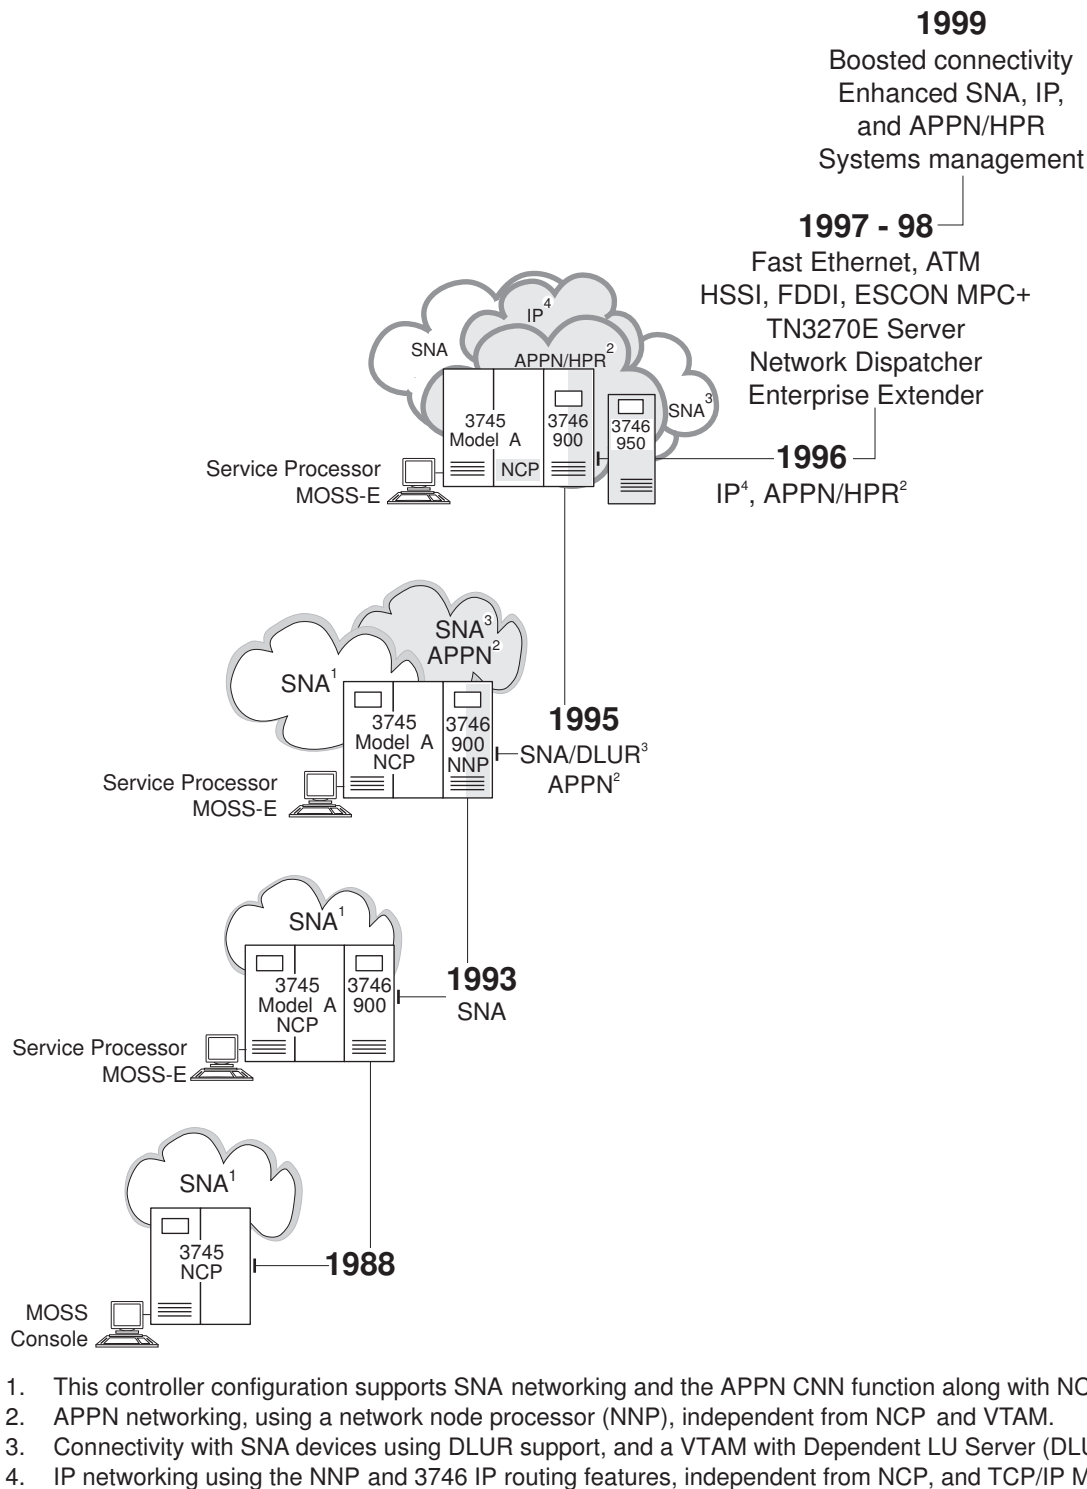 1999
Boosted connectivity
Enhanced SNA, IP,
and APPN/HPR
Systems management
1997 - 98
Fast Ethernet, ATM
HSSI, FDDI, ESCON MPC+
TN3270E Server
Network Dispatcher
Enterprise Extender
IP4
SNA
APPN/HPR2
SNA3
3745
Model A
NCP
3746
900
3746
950
Service Processor
MOSS-E
1996
IP4, APPN/HPR2
SNA3
APPN2
SNA1
3745
Model A
NCP
3746
900
NNP
1995
SNA/DLUR3
APPN2
Service Processor
MOSS-E
SNA1
3745
Model A
NCP
3746
900
1993
SNA
Service Processor
MOSS-E
SNA1
3745
NCP
1988
MOSS
Console
1. This controller configuration supports SNA networking and the APPN CNN function along with NC
2. APPN networking, using a network node processor (NNP), independent from NCP and VTAM.
3. Connectivity with SNA devices using DLUR support, and a VTAM with Dependent LU Server (DLU
4. IP networking using the NNP and 3746 IP routing features, independent from NCP, and TCP/IP M